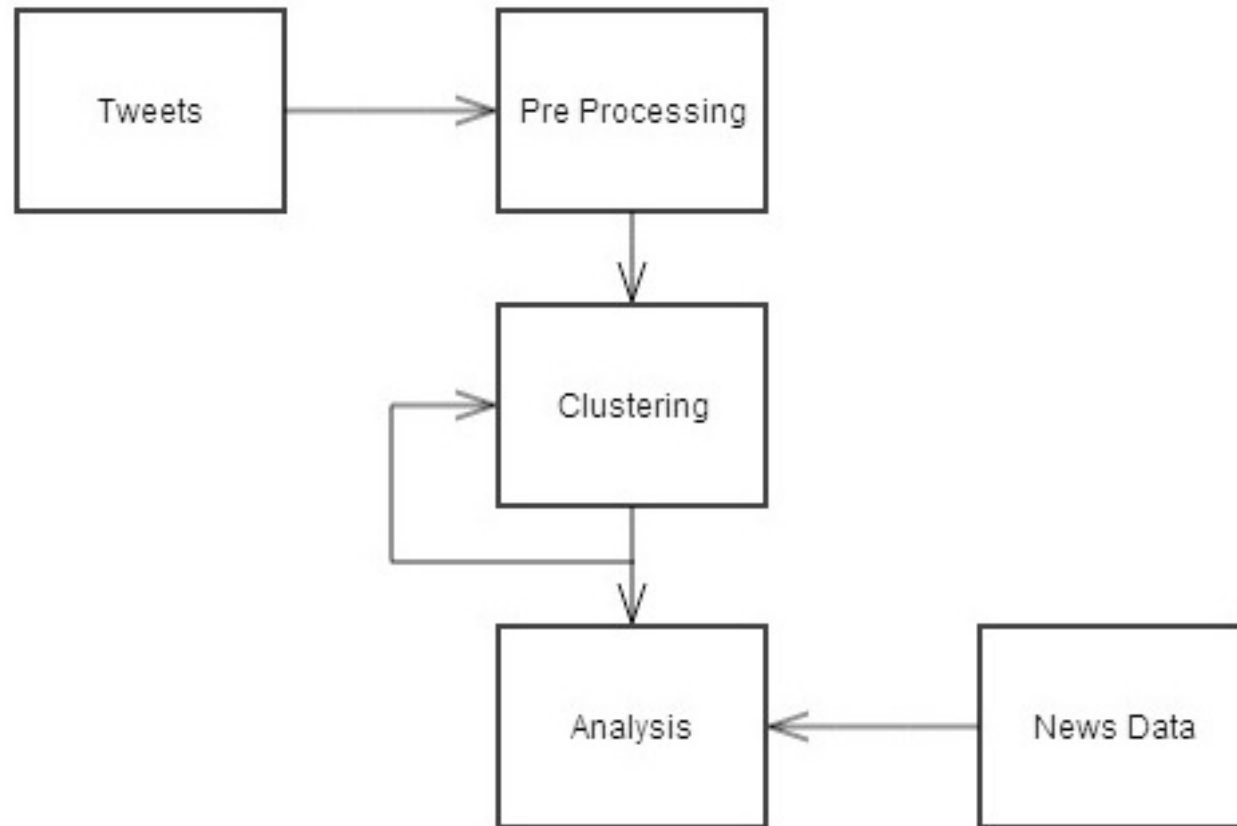 Tweets
Pre Processing
Clustering
Analysis
News Data